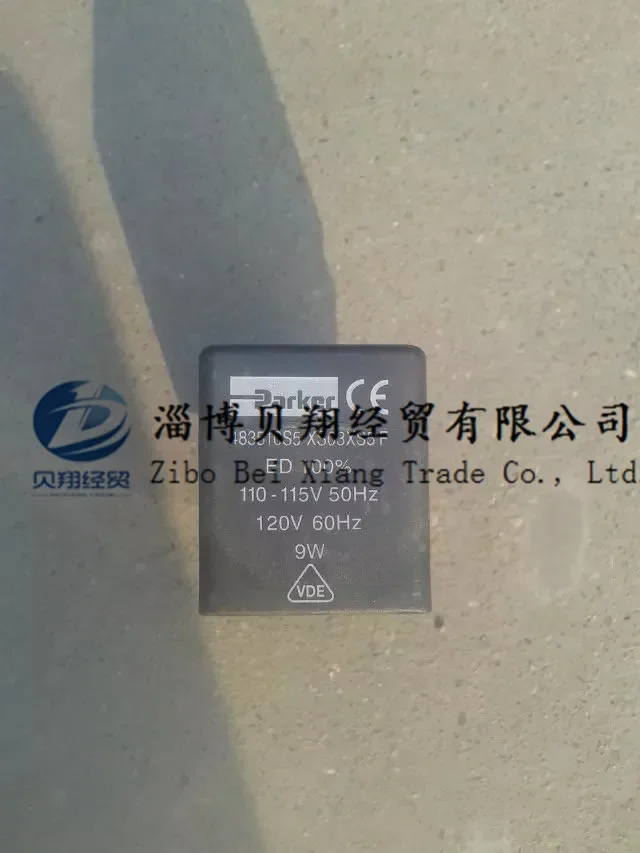 Parker CE
ED 100%
110-115V 50Hz
120V 60Hz
9W
VDE
贝翔经贸
淄博贝翔经贸有限公司
Zibo Bei Xiang Trade Co., Ltd.